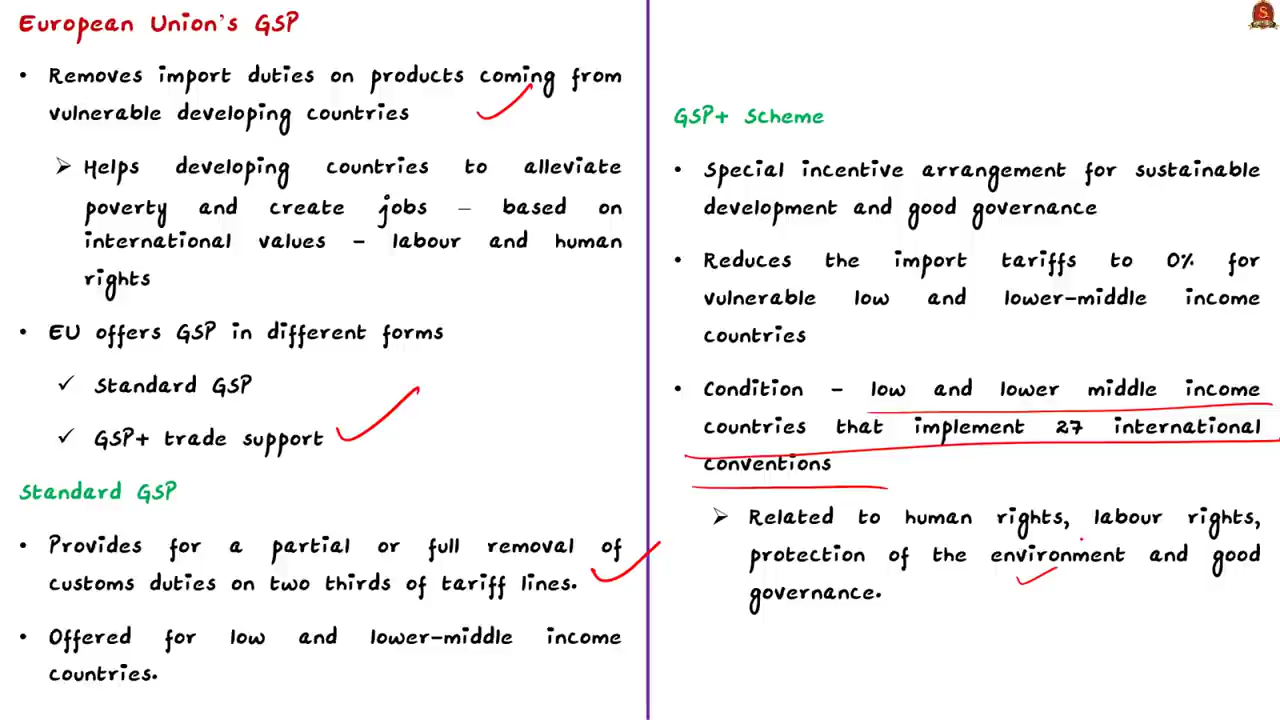 European Union's GSP
• Removes import duties on products coming from
vulnerable developing countries
➢ Helps developing countries to alleviate
poverty and create jobs – based on
international values – labour and human
rights
• EU offers GSP in different forms
✓ Standard GSP
✓ GSP+ trade support
Standard GSP
• Provides for a partial or full removal of
customs duties on two thirds of tariff lines.
• Offered for low and lower-middle income
countries.
GSP+ Scheme
• Special incentive arrangement for sustainable
development and good governance
• Reduces the import tariffs to 0% for
vulnerable low and lower-middle income
countries
• Condition – low and lower middle income
countries that implement 27 international
conventions
➢ Related to human rights, labour rights,
protection of the environment and good
governance.